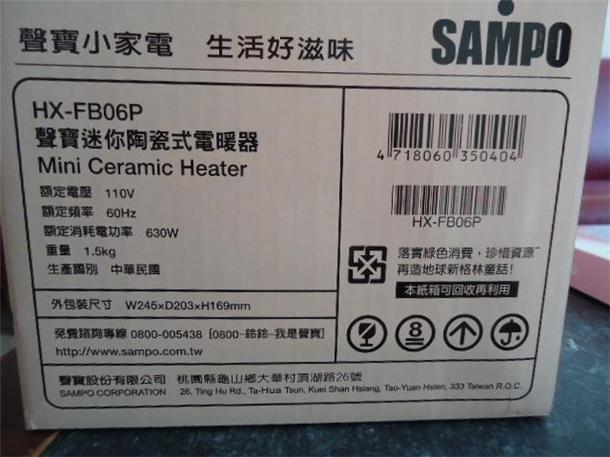 聲寶小家電 生活好滋味
SAMPO
HX-FB06P
聲寶迷你陶瓷式電暖器
Mini Ceramic Heater
額定電壓 110V
額定頻率 60Hz
額定消耗電功率 630W
重量 1.5kg
生產國別 中華民國
外包裝尺寸 W245×D203×H169mm
免費諮詢專線 0800-005438 [0800-鈴鈴-我是聲寶]
http://www.sampo.com.tw
4 718060 350404
HX-FB06P
落實綠色消費，珍惜資源
再造地球新格林童話！
本紙箱可回收再利用
8
聲寶股份有限公司 桃園縣龜山鄉大華村頂湖路26號
SAMPO CORPORATION 26, Ting Hu Rd., Ta-Hua Tsun, Kuei Shan Hsiang, Tao-Yuan Hsien, 333 Taiwan R.O.C.